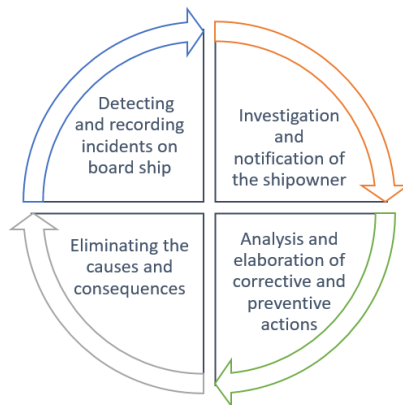 Detecting
and recording
incidents on
board ship
Investigation
and
notification of
the shipowner
Eliminating the
causes and
consequences
Analysis and
elaboration of
corrective and
preventive
actions